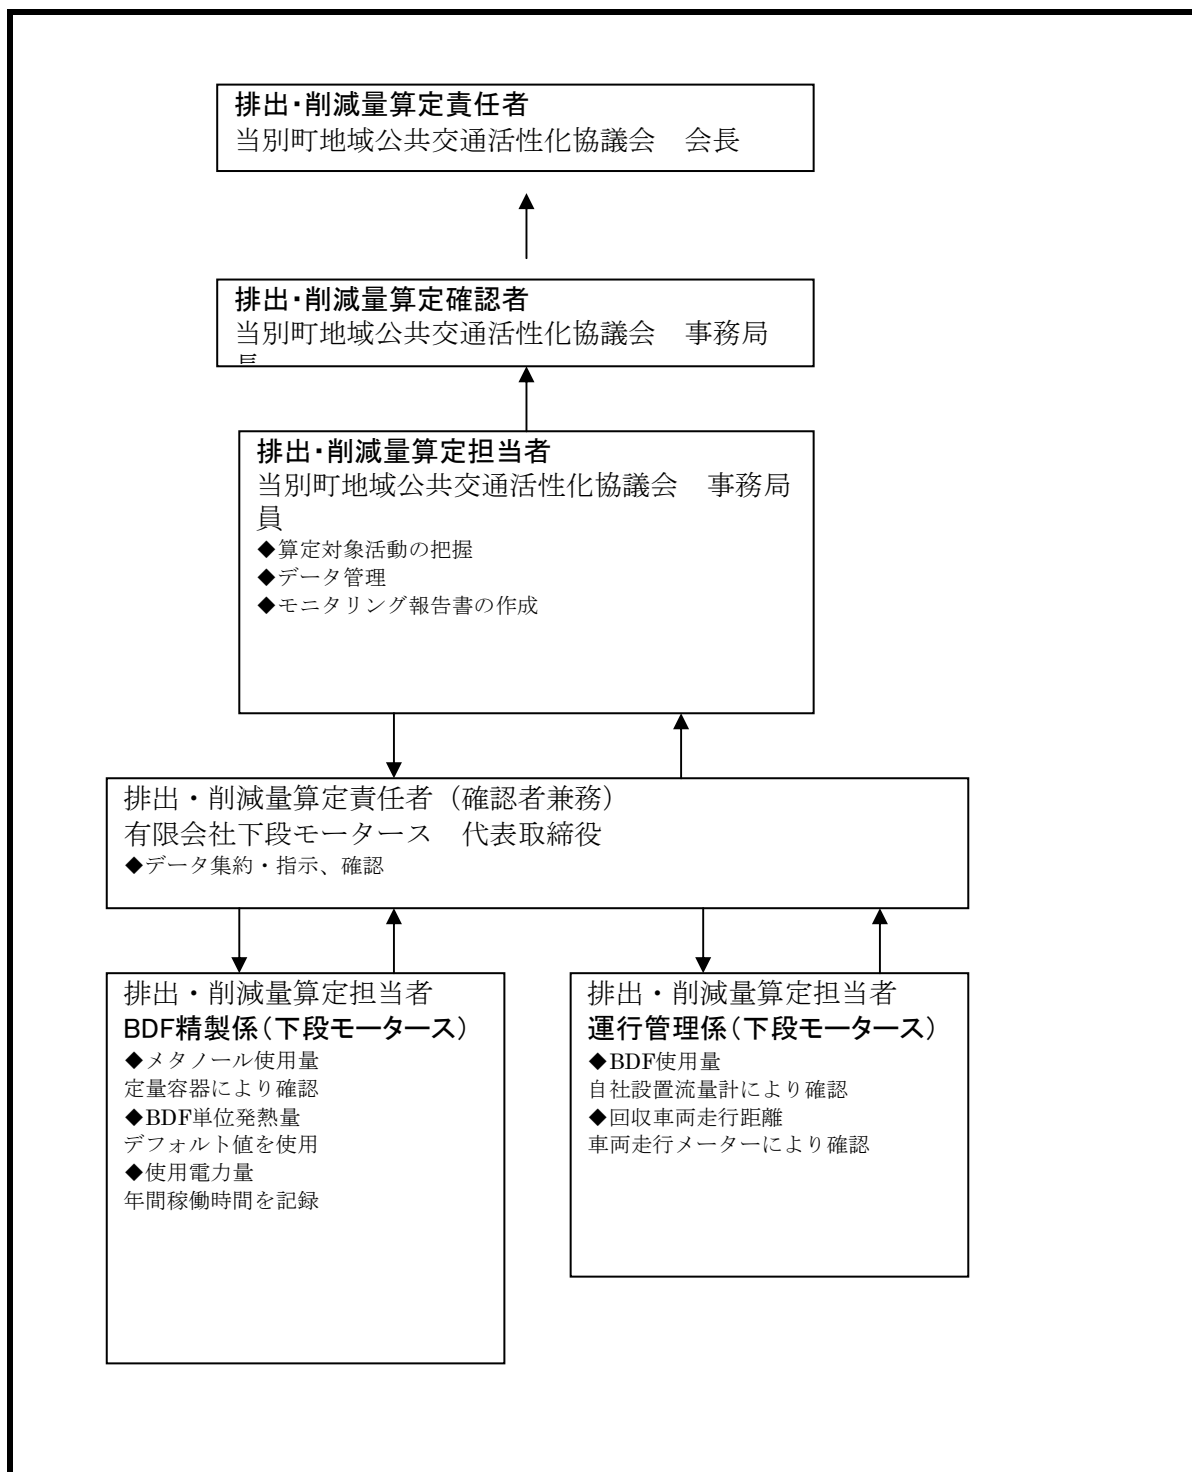 排出・削減量算定責任者
当別町地域公共交通活性化協議会　会長
排出・削減量算定確認者
当別町地域公共交通活性化協議会　事務局
長
排出・削減量算定担当者
当別町地域公共交通活性化協議会　事務局
員
◆算定対象活動の把握
◆データ管理
◆モニタリング報告書の作成
排出・削減量算定責任者（確認者兼務）
有限会社下段モータース　代表取締役
◆データ集約・指示、確認
排出・削減量算定担当者
BDF精製係（下段モータース）
◆メタノール使用量
定量容器により確認
◆BDF単位発熱量
デフォルト値を使用
◆使用電力量
年間稼働時間を記録
排出・削減量算定担当者
運行管理係（下段モータース）
◆BDF使用量
自社設置流量計により確認
◆回収車両走行距離
車両走行メーターにより確認